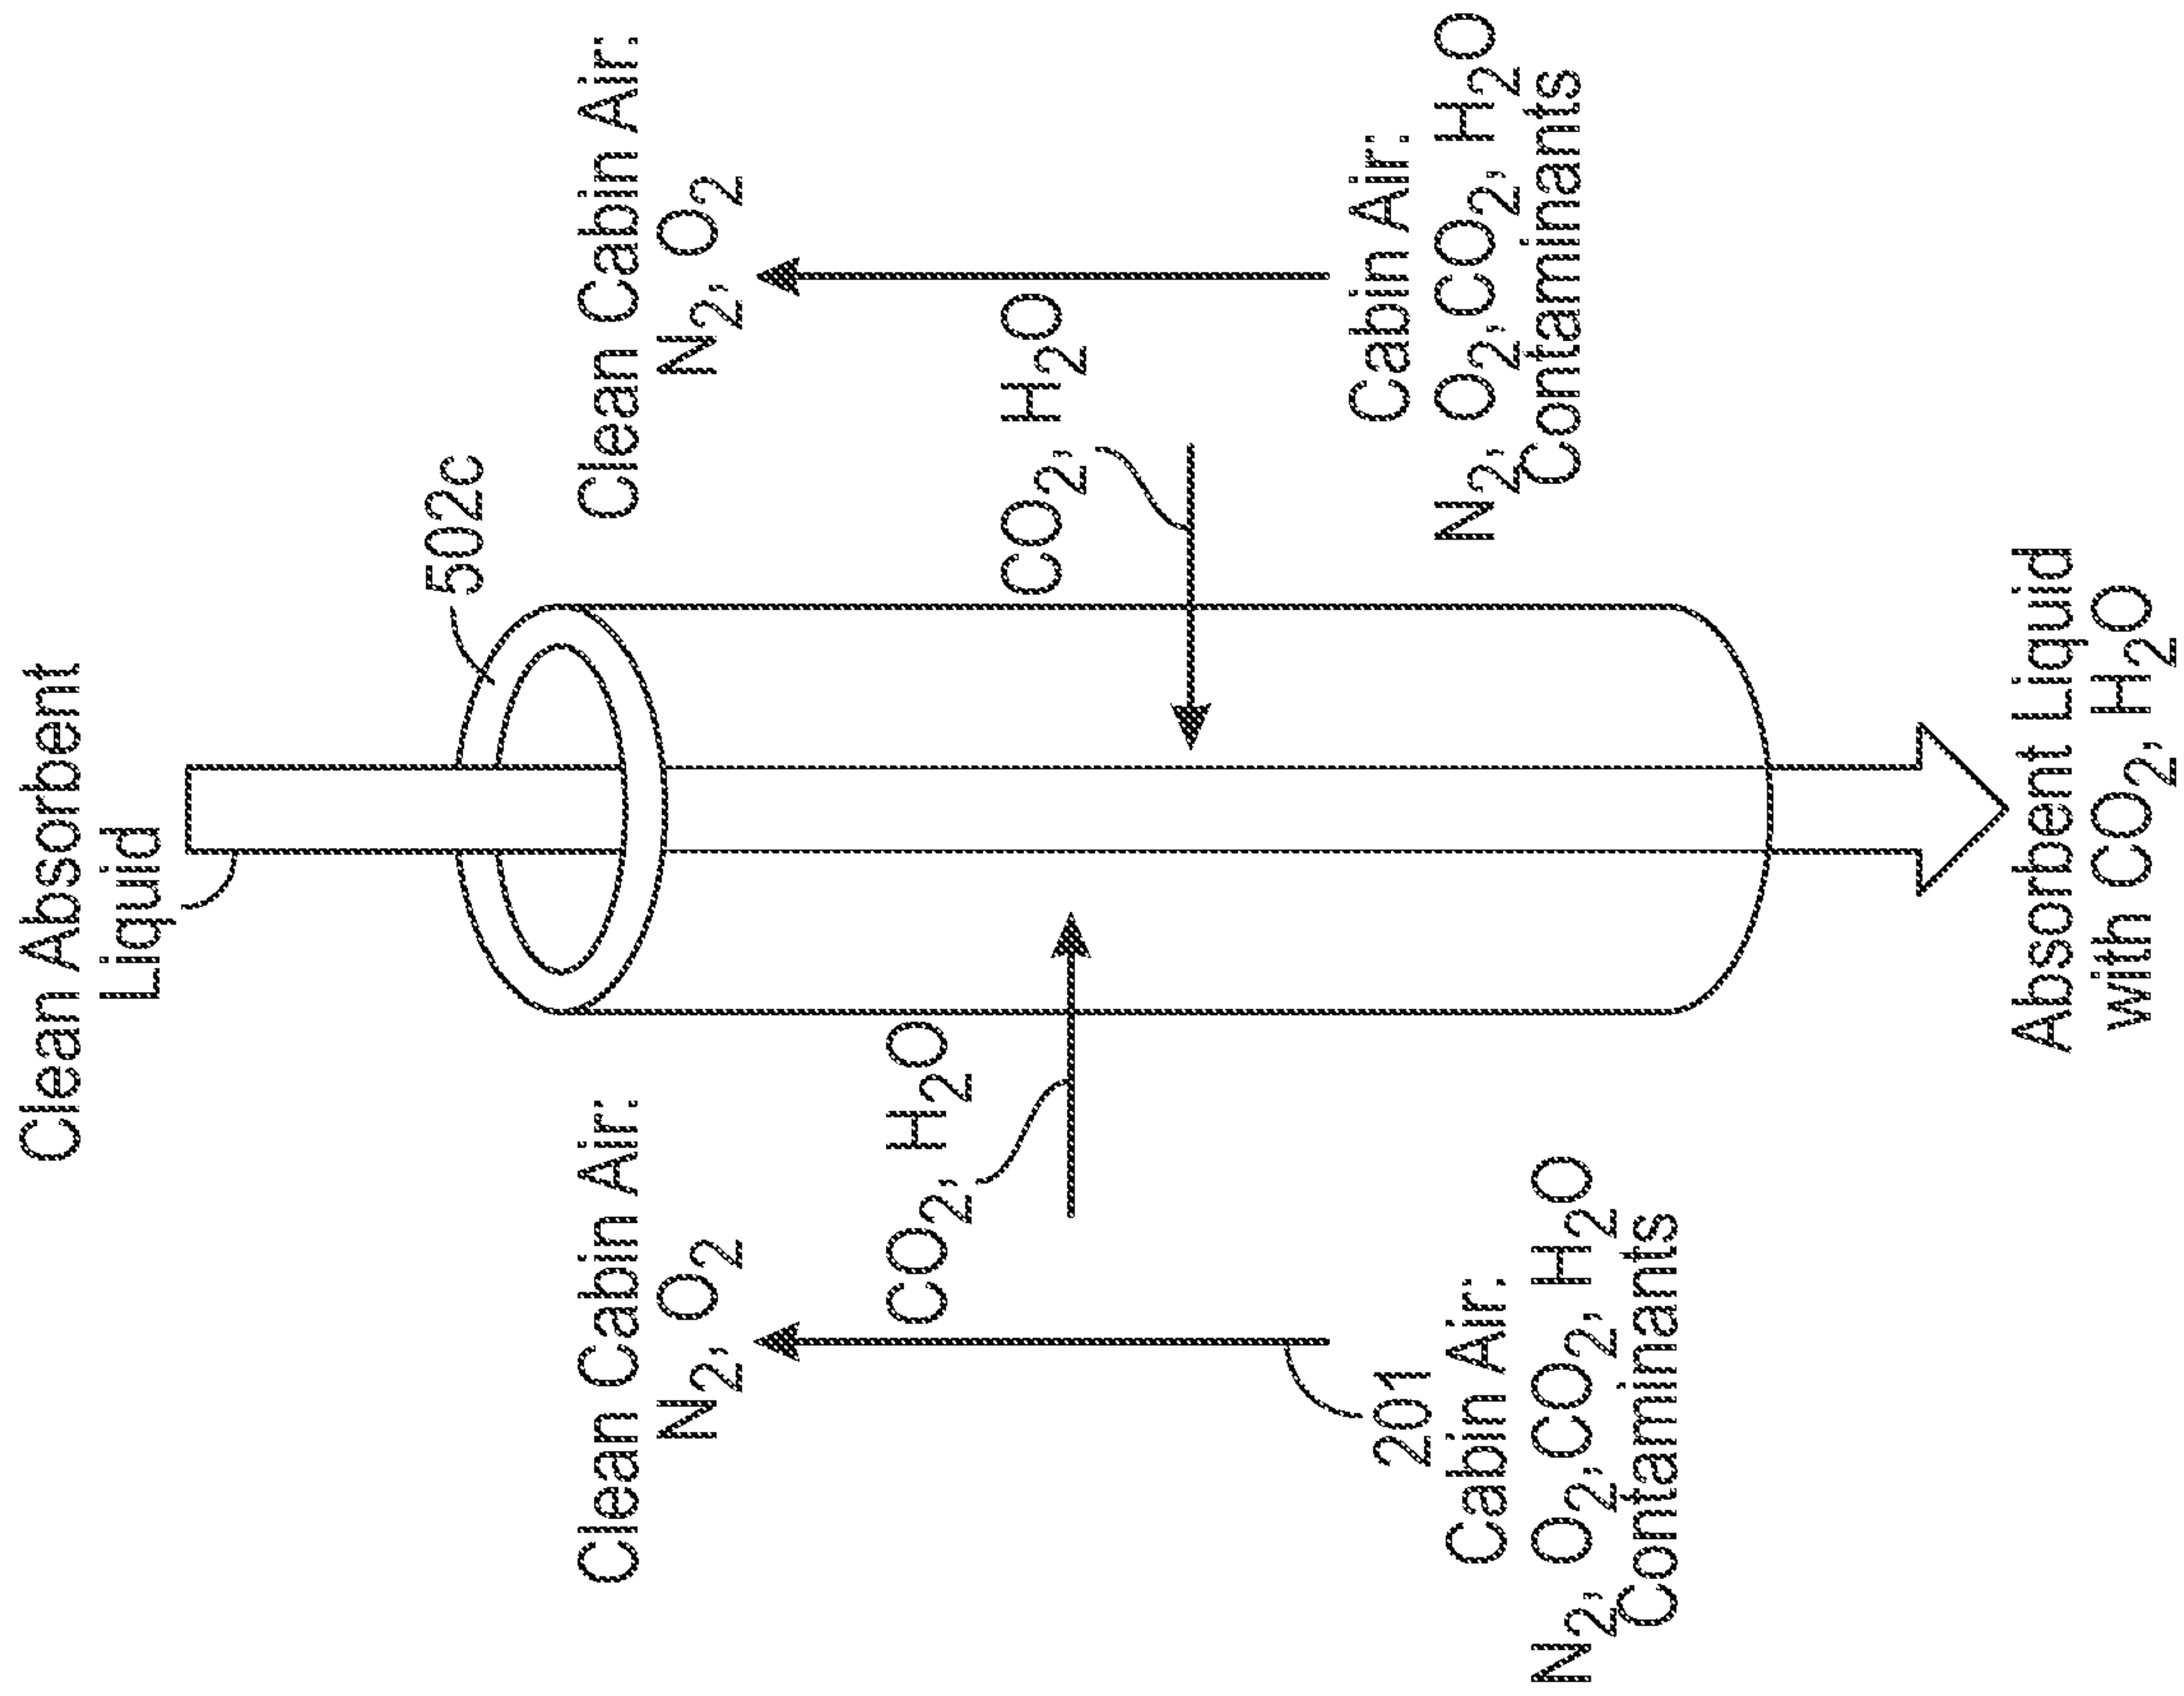 Clean Absorbent
Liquid
502c
Clean Cabin Air:
N2, O2
Clean Cabin Air:
N2, O2
CO2, H2O
CO2, H2O
201
Cabin Air:
N2, O2,CO2, H2O
Contaminants
Cabin Air:
N2, O2,CO2, H2O
Contaminants
Absorbent Liquid
with CO2, H2O